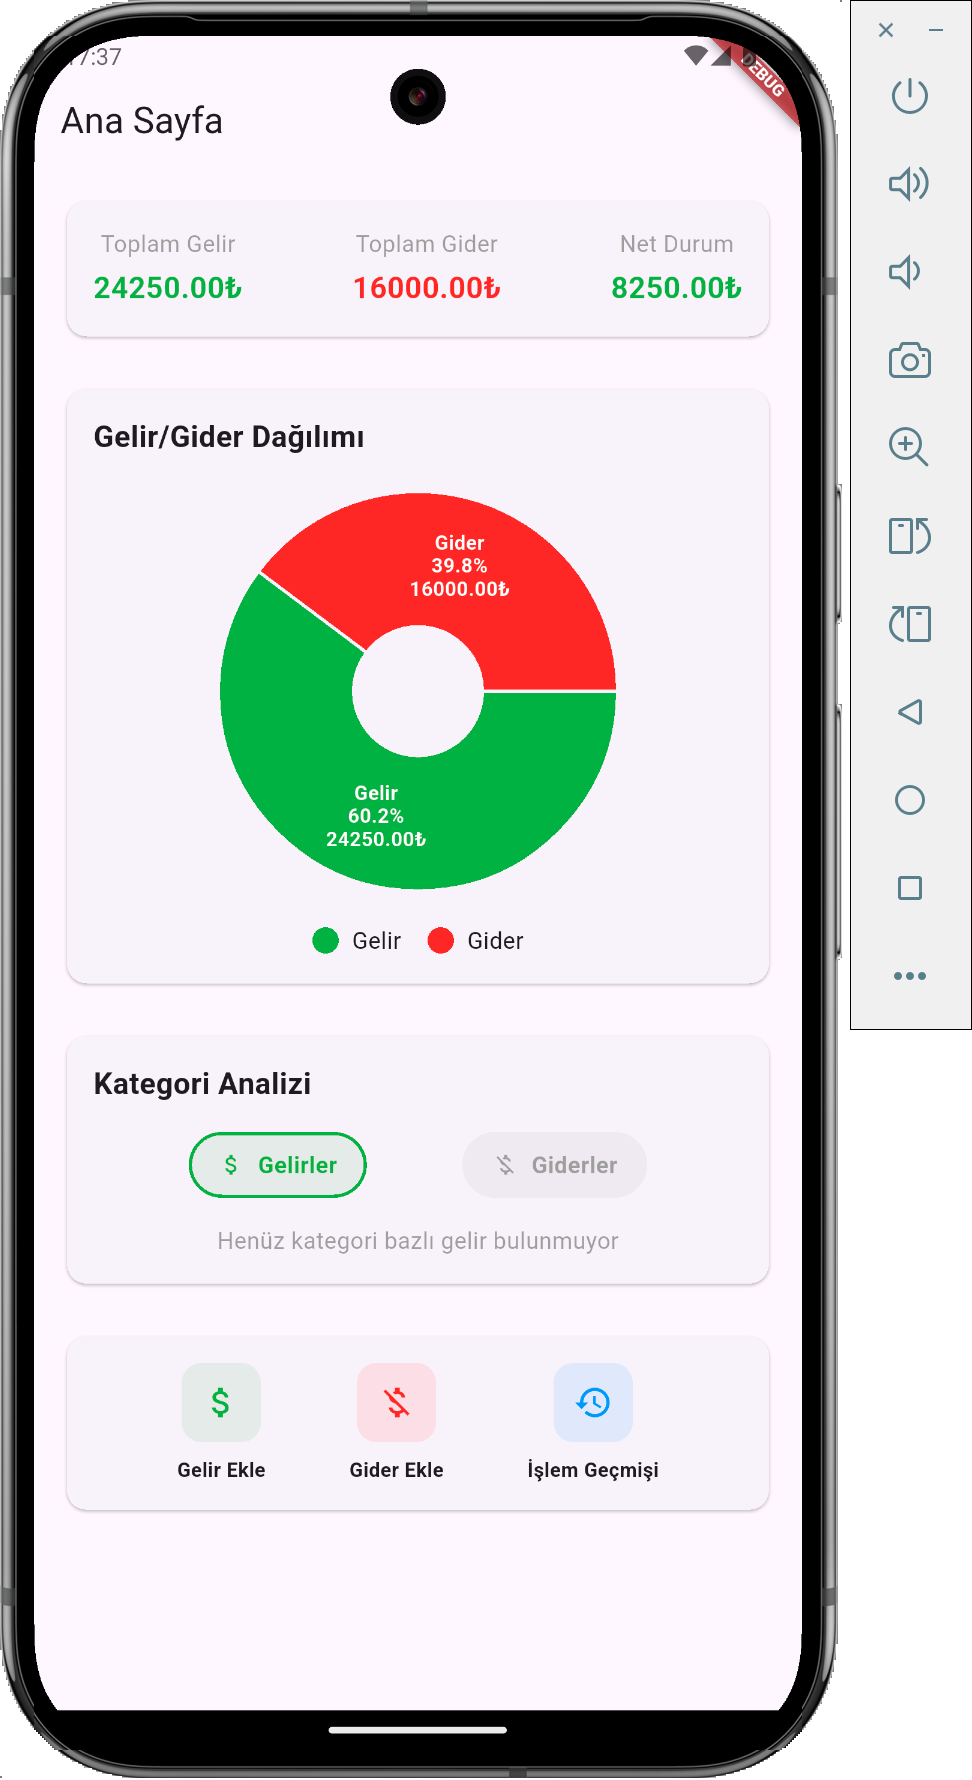 17:37
DEBUG
Ana Sayfa
Toplam Gelir Toplam Gider Net Durum
24250.00₺ 16000.00₺ 8250.00₺
Gelir/Gider Dağılımı
Gider
39.8%
16000.00₺
Gelir
60.2%
24250.00₺
Gelir Gider
Kategori Analizi
Gelirler Giderler
Henüz kategori bazlı gelir bulunmuyor
Gelir Ekle Gider Ekle İşlem Geçmişi